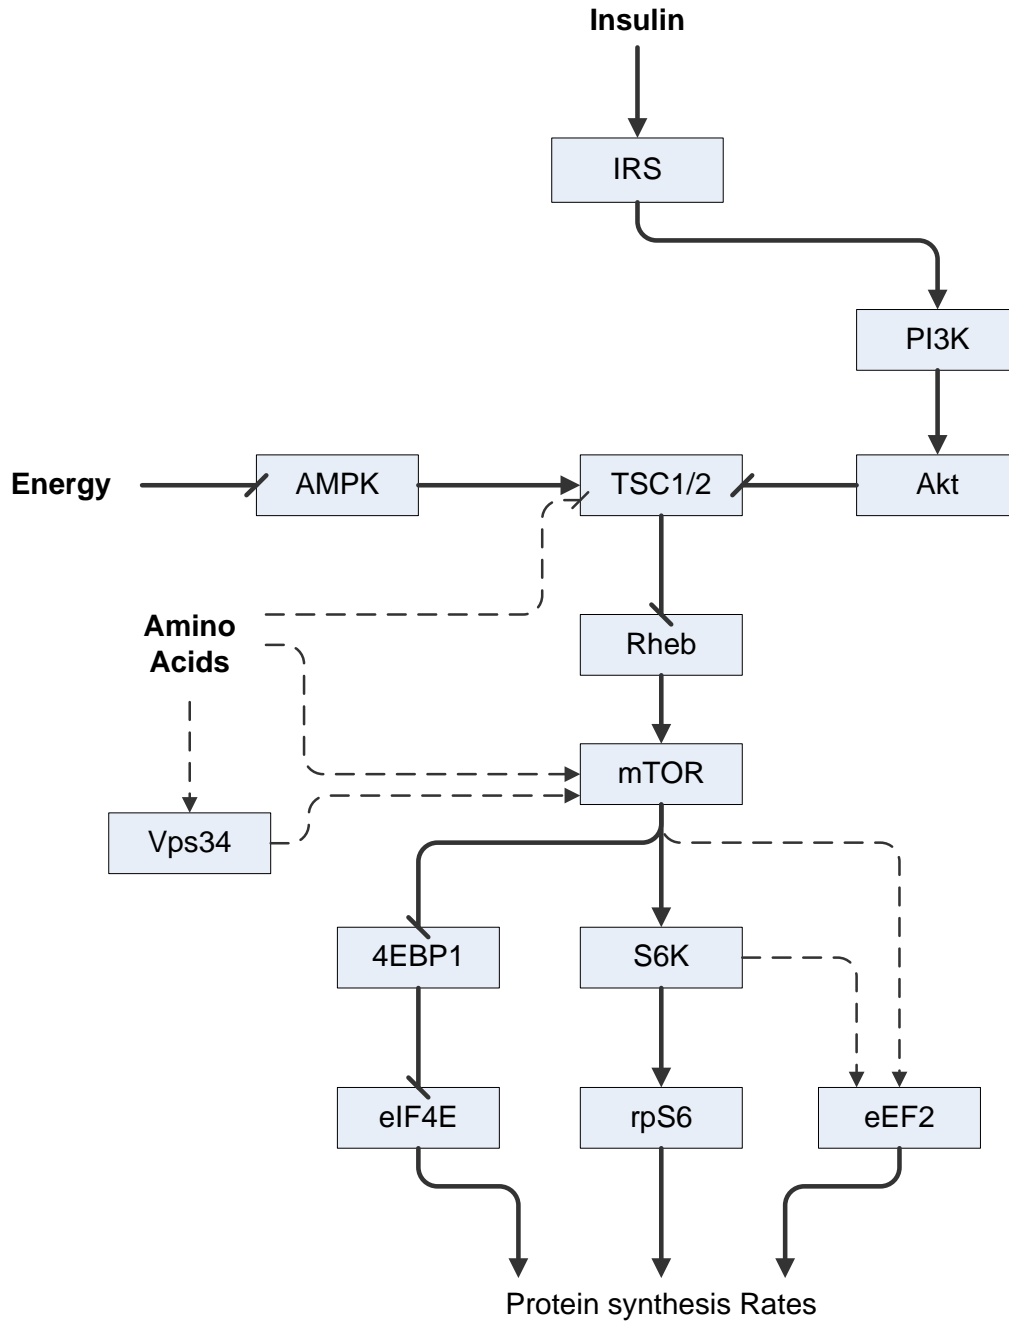 Insulin
IRS
PI3K
Energy
AMPK
TSC1/2
Akt
Amino
Acids
Rheb
mTOR
Vps34
4EBP1
S6K
eIF4E
rpS6
eEF2
Protein synthesis Rates